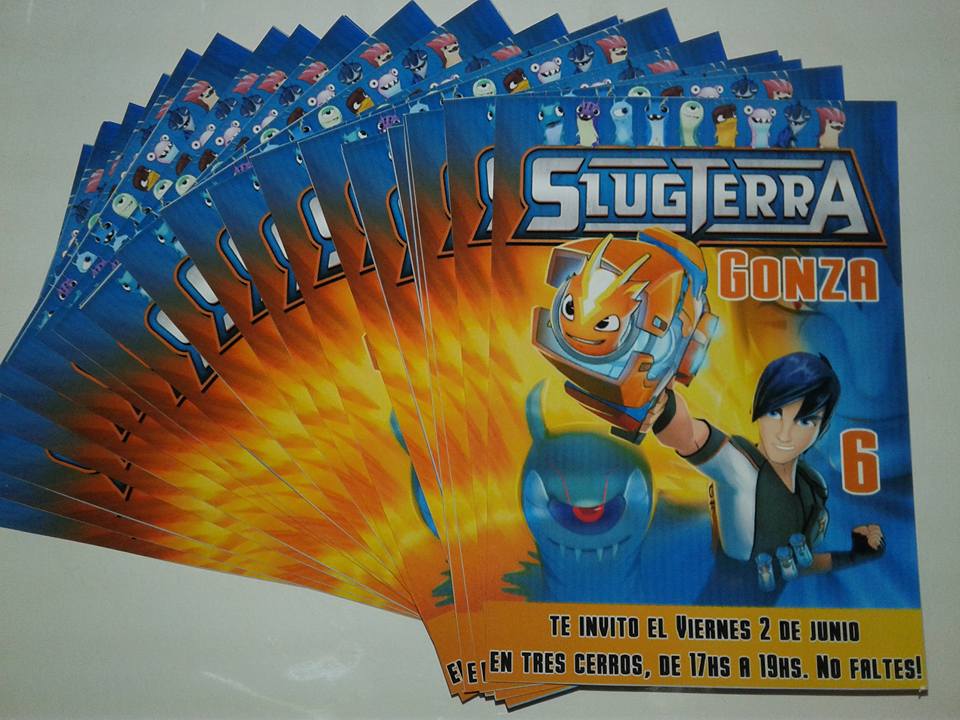 SLUGTERRA
GONZA
6
TE INVITO EL VIERNES 2 DE JUNIO
EN TRES CERROS, DE 17HS A 19HS. NO FALTES!